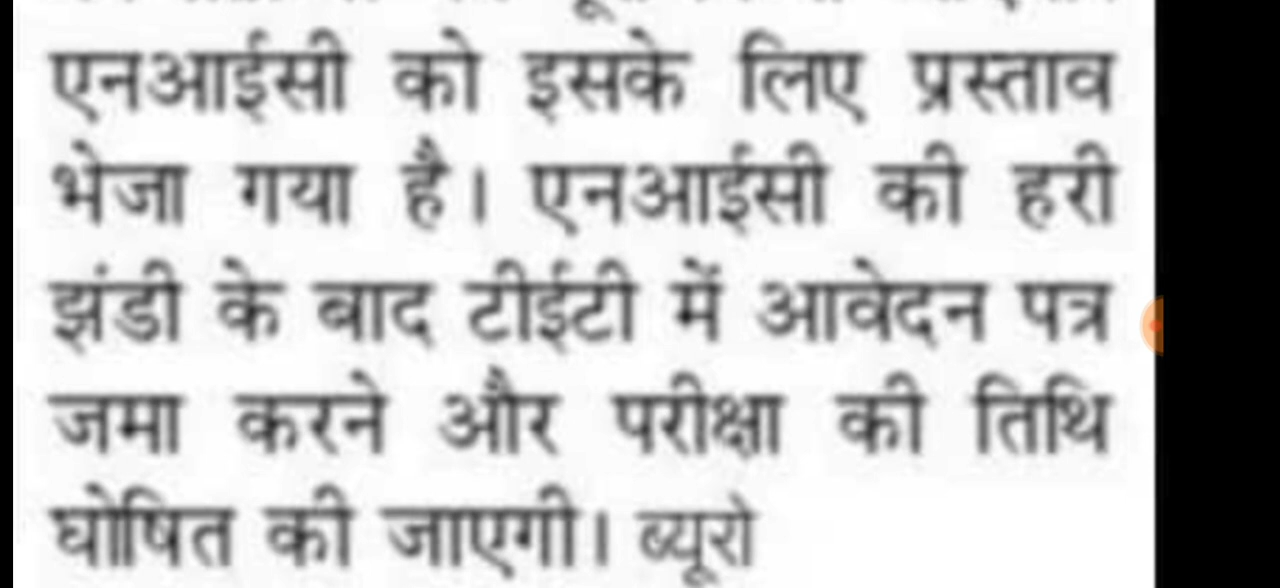 एनआईसी को इसके लिए प्रस्ताव
भेजा गया है। एनआईसी की हरी
झंडी के बाद टीईटी में आवेदन पत्र
जमा करने और परीक्षा की तिथि
घोषित की जाएगी। ब्यूरो